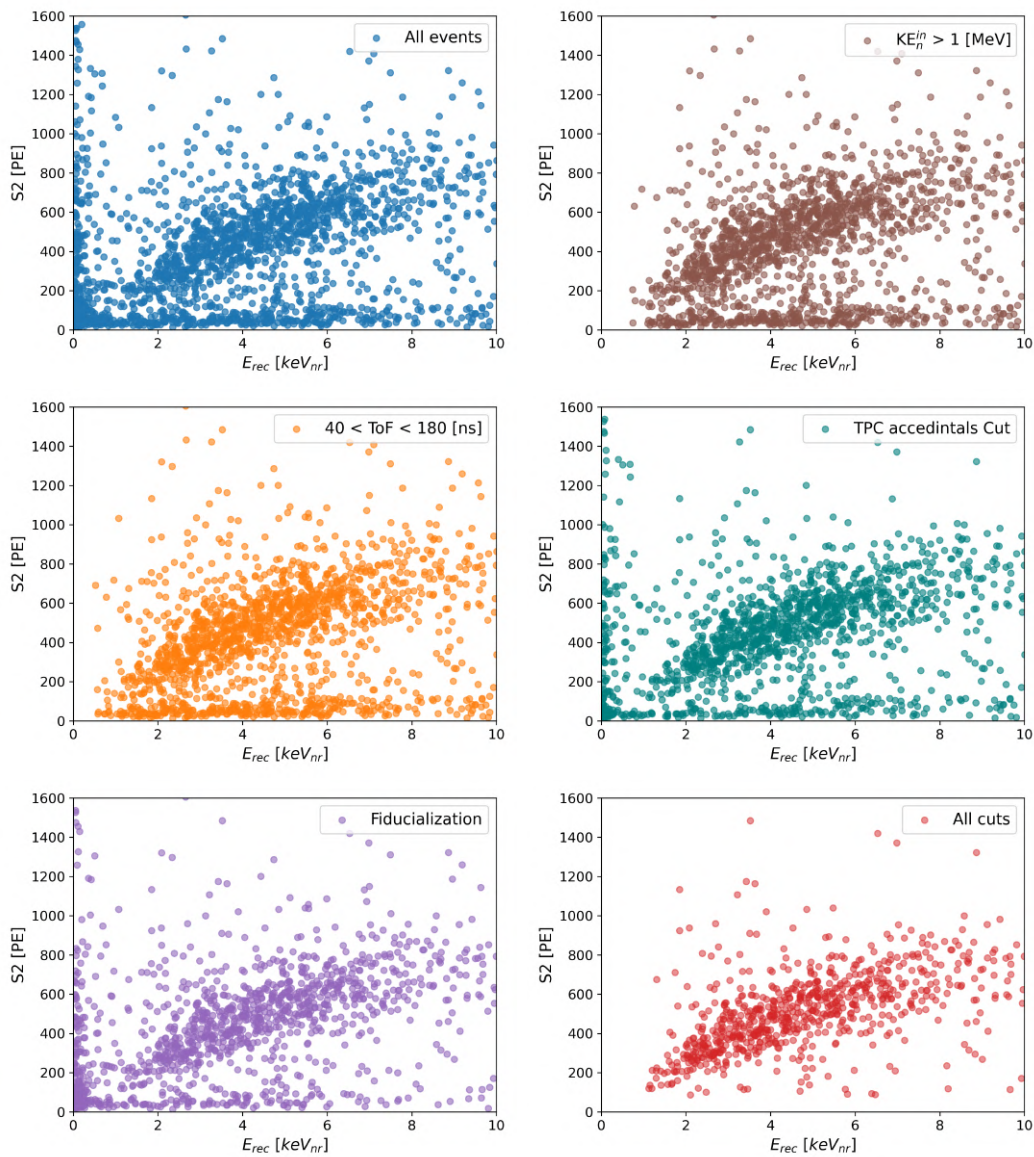 1600
1400
1200
1000
800
600
400
200
0
S2 [PE]
All events
0 2 4 6 8 10
E_rec [keV_nr]
1600
1400
1200
1000
800
600
400
200
0
S2 [PE]
KE_n^in > 1 [MeV]
0 2 4 6 8 10
E_rec [keV_nr]
1600
1400
1200
1000
800
600
400
200
0
S2 [PE]
40 < ToF < 180 [ns]
0 2 4 6 8 10
E_rec [keV_nr]
1600
1400
1200
1000
800
600
400
200
0
S2 [PE]
TPC accedintals Cut
0 2 4 6 8 10
E_rec [keV_nr]
1600
1400
1200
1000
800
600
400
200
0
S2 [PE]
Fiducialization
0 2 4 6 8 10
E_rec [keV_nr]
1600
1400
1200
1000
800
600
400
200
0
S2 [PE]
All cuts
0 2 4 6 8 10
E_rec [keV_nr]